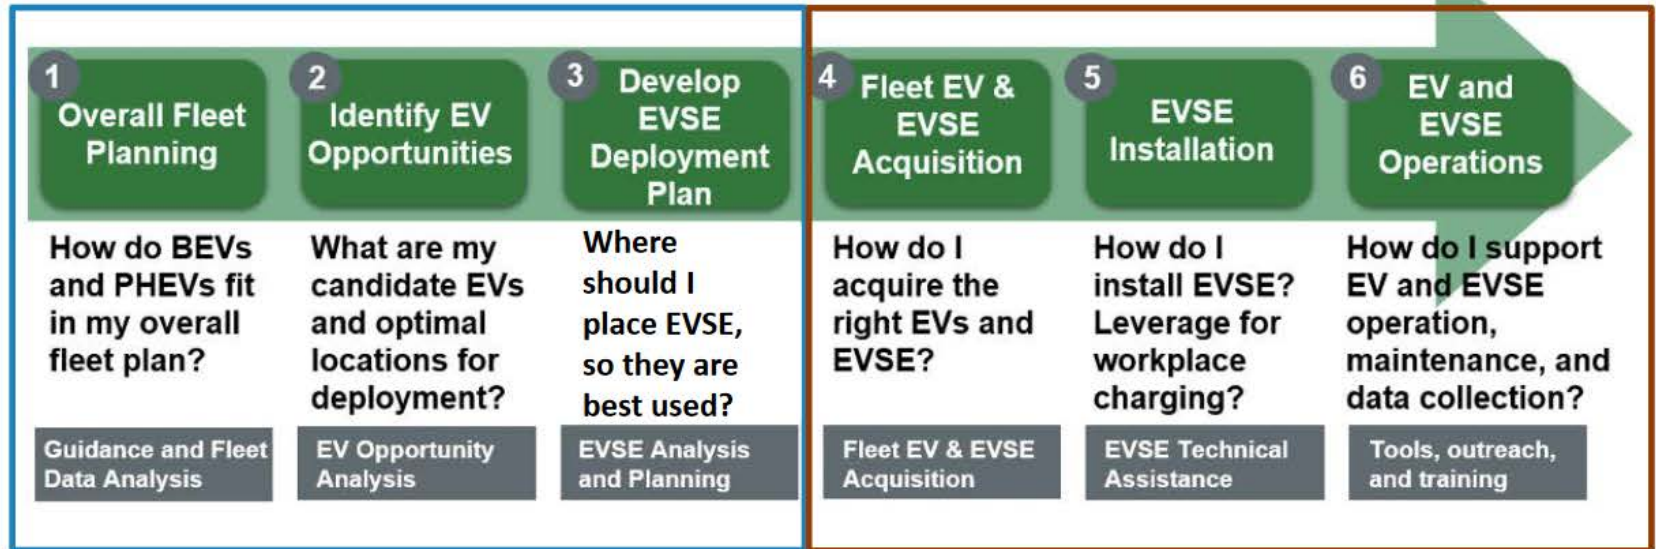 1
Overall Fleet
Planning
How do BEVs
and PHEVs fit
in my overall
fleet plan?
Guidance and Fleet
Data Analysis
2
Identify EV
Opportunities
What are my
candidate EVs
and optimal
locations for
deployment?
EV Opportunity
Analysis
3
Develop
EVSE
Deployment
Plan
Where
should I
place EVSE,
so they are
best used?
EVSE Analysis
and Planning
4
Fleet EV &
EVSE
Acquisition
How do I
acquire the
right EVs and
EVSE?
Fleet EV & EVSE
Acquisition
5
EVSE
Installation
How do I
install EVSE?
Leverage for
workplace
charging?
EVSE Technical
Assistance
6
EV and
EVSE
Operations
How do I support
EV and EVSE
operation,
maintenance, and
data collection?
Tools, outreach,
and training